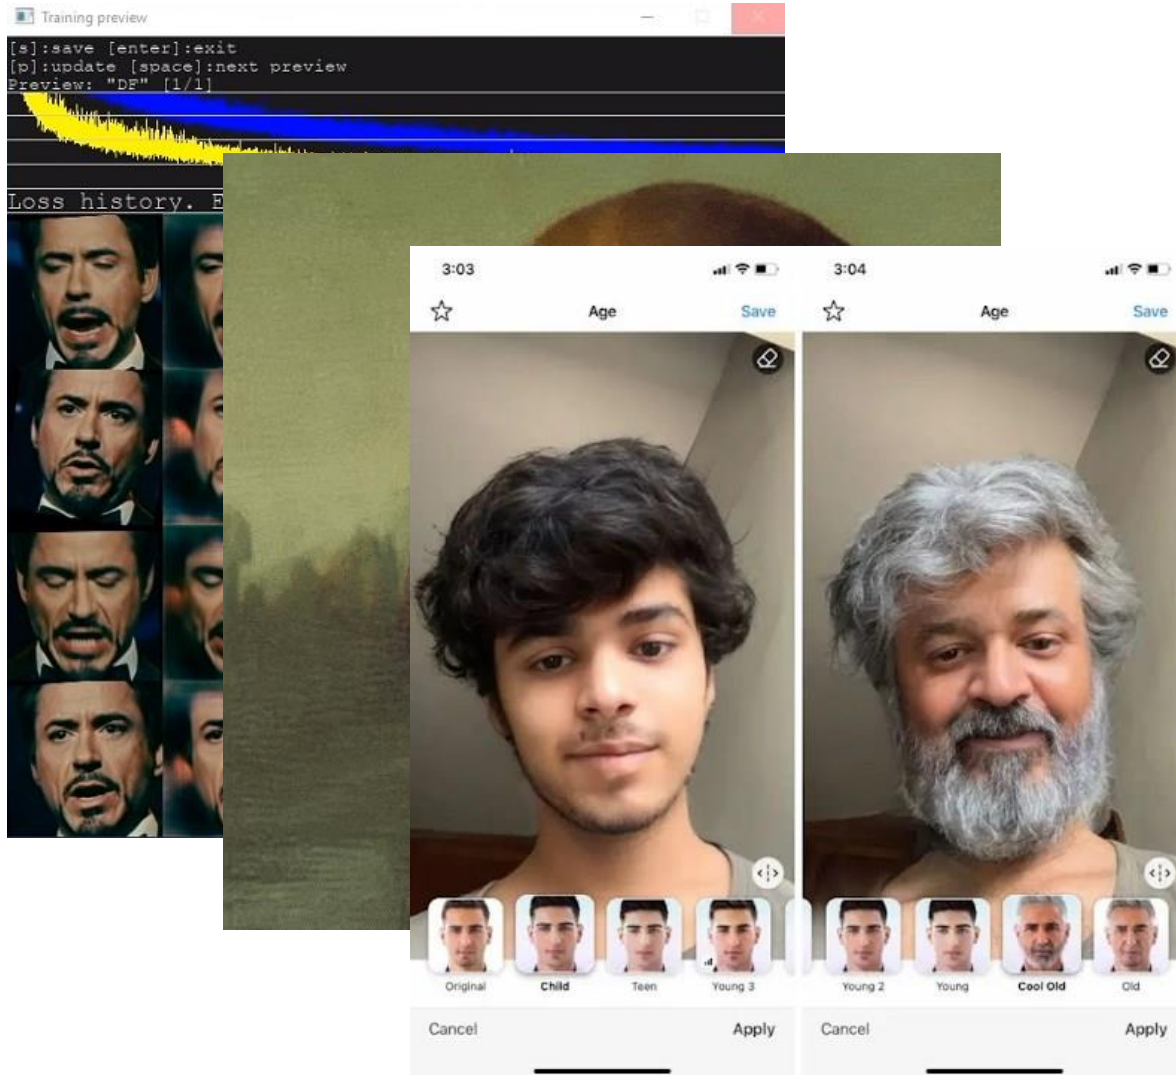 Training preview
[s]:save [enter]:exit
[p]:update [space]:next preview
Preview: "DF" [1/1]
Loss history. E
3:03
Age
Save
Original
Child
Teen
Young 3
Cancel
Apply
3:04
Age
Save
Young 2
Young
Cool Old
Old
Cancel
Apply